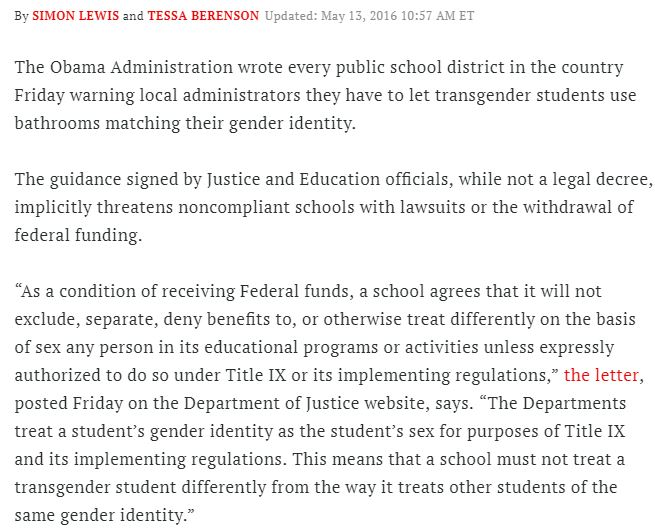 By SIMON LEWIS and TESSA BERENSON Updated: May 13, 2016 10:57 AM ET
The Obama Administration wrote every public school district in the country
Friday warning local administrators they have to let transgender students use
bathrooms matching their gender identity.
The guidance signed by Justice and Education officials, while not a legal decree,
implicitly threatens noncompliant schools with lawsuits or the withdrawal of
federal funding.
“As a condition of receiving Federal funds, a school agrees that it will not
exclude, separate, deny benefits to, or otherwise treat differently on the basis
of sex any person in its educational programs or activities unless expressly
authorized to do so under Title IX or its implementing regulations,” the letter,
posted Friday on the Department of Justice website, says. “The Departments
treat a student’s gender identity as the student’s sex for purposes of Title IX
and its implementing regulations. This means that a school must not treat a
transgender student differently from the way it treats other students of the
same gender identity.”